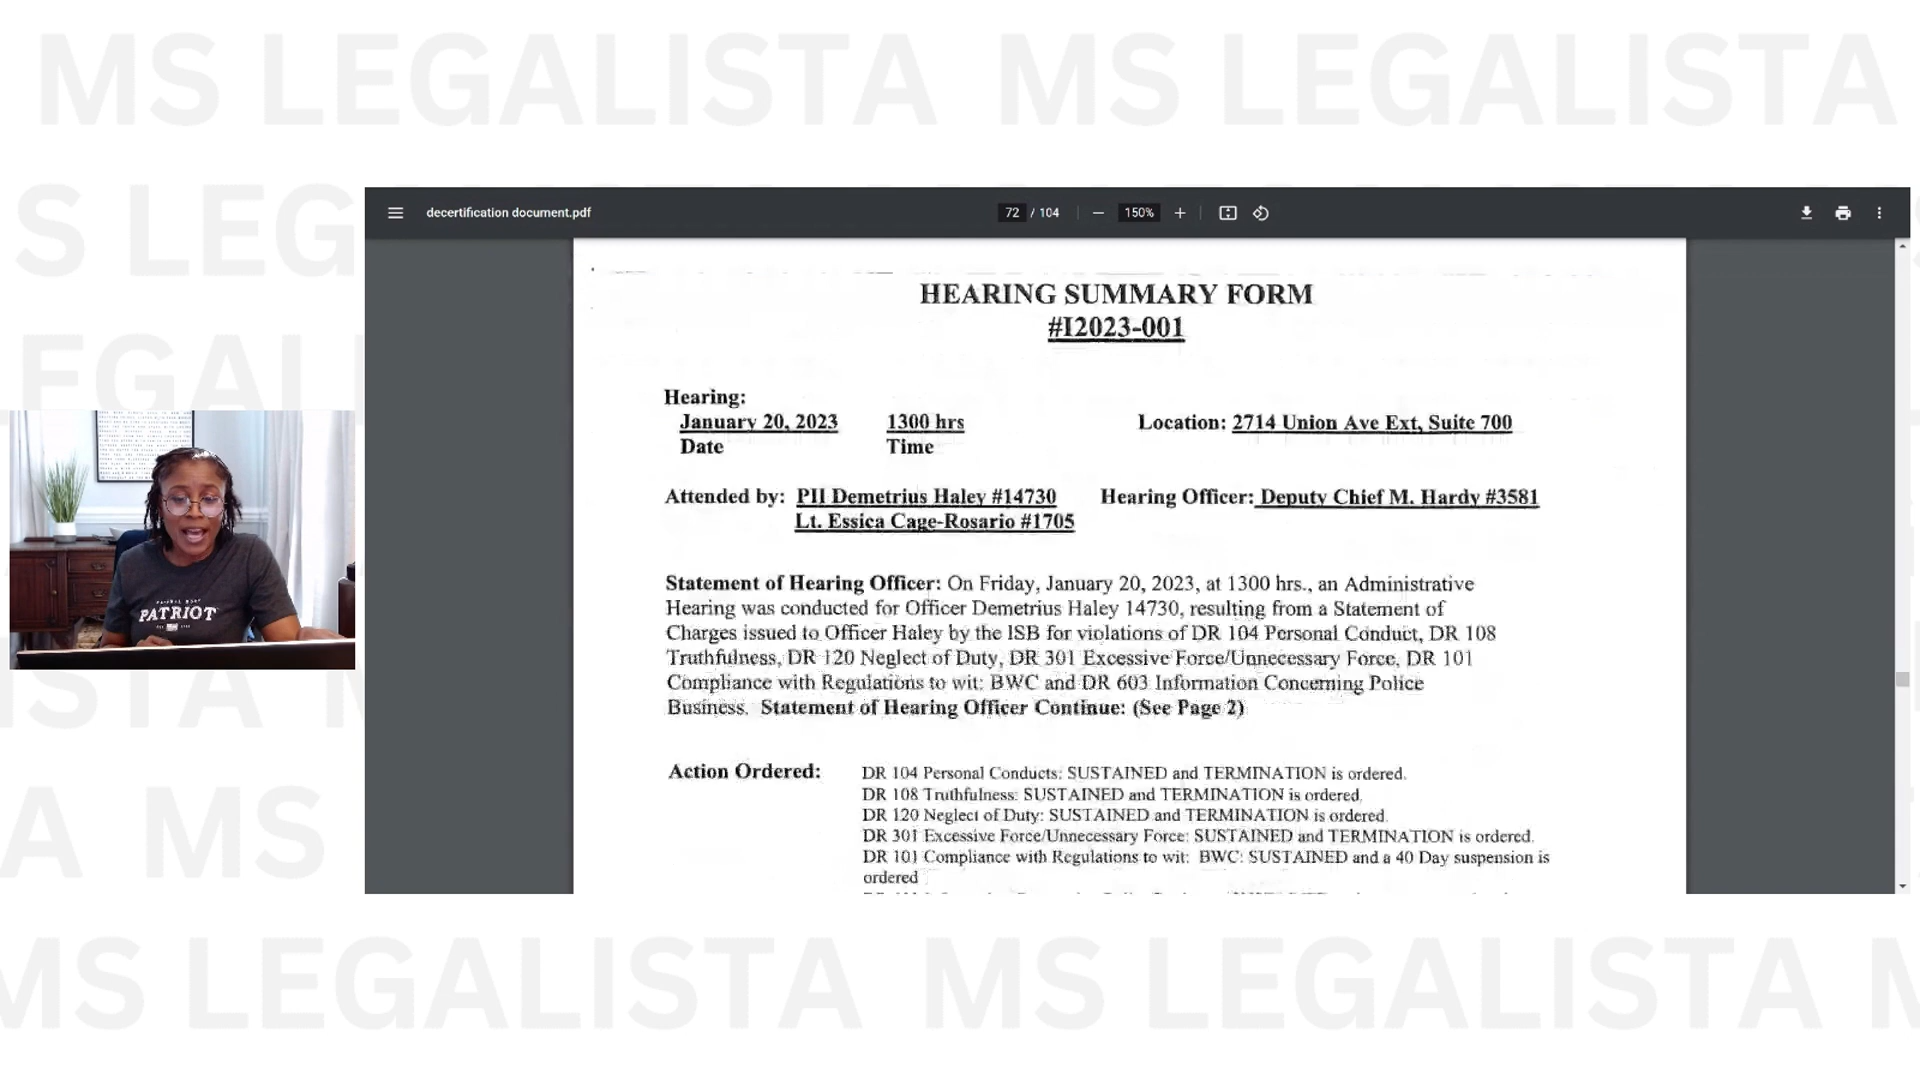 MS LEGALISTA MS LEGALISTA
S LEG
decertification document.pdf
72 / 104
150%
HEARING SUMMARY FORM
#I2023-001
Hearing:
January 20, 2023 1300 hrs Location: 2714 Union Ave Ext, Suite 700
Date Time
Attended by: PII Demetrius Haley #14730 Hearing Officer: Deputy Chief M. Hardy #3581
Lt. Essica Cage-Rosario #1705
Statement of Hearing Officer: On Friday, January 20, 2023, at 1300 hrs., an Administrative
Hearing was conducted for Officer Demetrius Haley 14730, resulting from a Statement of
Charges issued to Officer Haley by the ISB for violations of DR 104 Personal Conduct, DR 108
Truthfulness, DR 120 Neglect of Duty, DR 301 Excessive Force/Unnecessary Force, DR 101
Compliance with Regulations to wit: BWC and DR 603 Information Concerning Police
Business. Statement of Hearing Officer Continue: (See Page 2)
Action Ordered: DR 104 Personal Conducts: SUSTAINED and TERMINATION is ordered.
DR 108 Truthfulness: SUSTAINED and TERMINATION is ordered.
DR 120 Neglect of Duty: SUSTAINED and TERMINATION is ordered.
DR 301 Excessive Force/Unnecessary Force: SUSTAINED and TERMINATION is ordered.
DR 101 Compliance with Regulations to wit: BWC: SUSTAINED and a 40 Day suspension is
ordered
PATRIOT
A MS
MS LEGALISTA MS LEGALISTA M